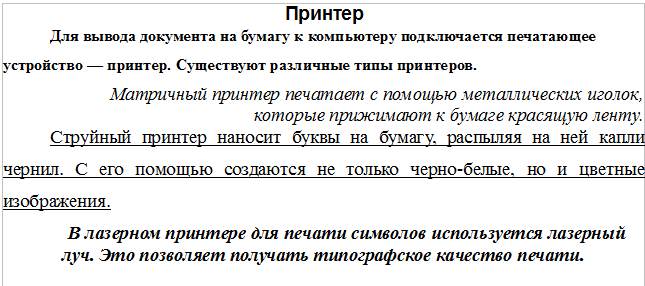 Принтер
Для вывода документа на бумагу к компьютеру подключается печатающее
устройство — принтер. Существуют различные типы принтеров.
Матричный принтер печатает с помощью металлических иголок,
которые прижимают к бумаге красящую ленту.
Струйный принтер наносит буквы на бумагу, распыляя на ней капли
чернил. С его помощью создаются не только черно-белые, но и цветные
изображения.
В лазерном принтере для печати символов используется лазерный
луч. Это позволяет получать типографское качество печати.